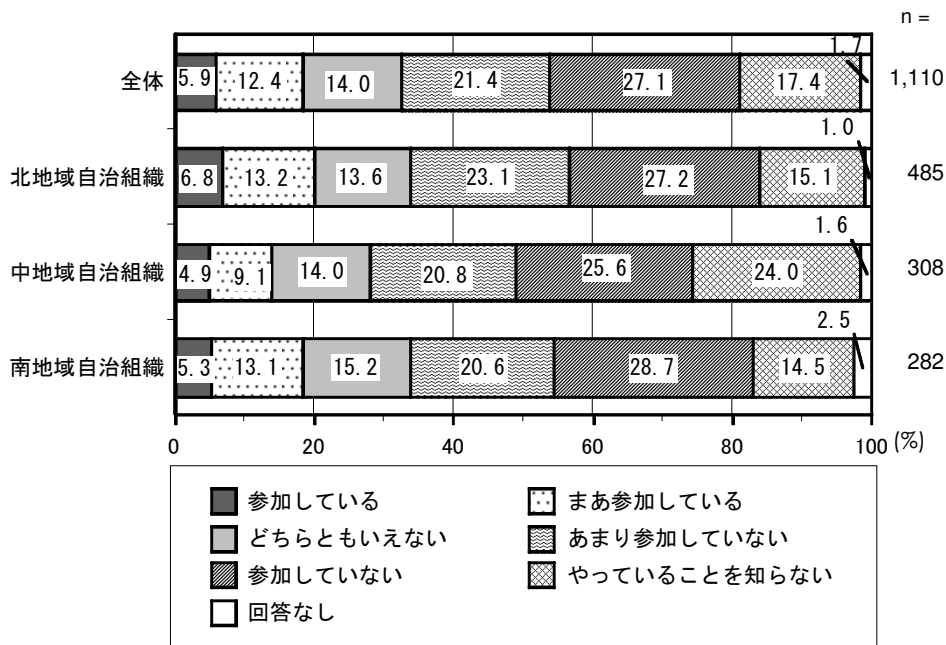 n =
1.7
全体 5.9 12.4 14.0 21.4 27.1 17.4 1,110
1.0
北地域自治組織 6.8 13.2 13.6 23.1 27.2 15.1 485
1.6
中地域自治組織 4.9 9.1 14.0 20.8 25.6 24.0 308
2.5
南地域自治組織 5.3 13.1 15.2 20.6 28.7 14.5 282
0 20 40 60 80 100 (%)
参加している まあ参加している
どちらともいえない あまり参加していない
参加していない やっていることを知らない
回答なし